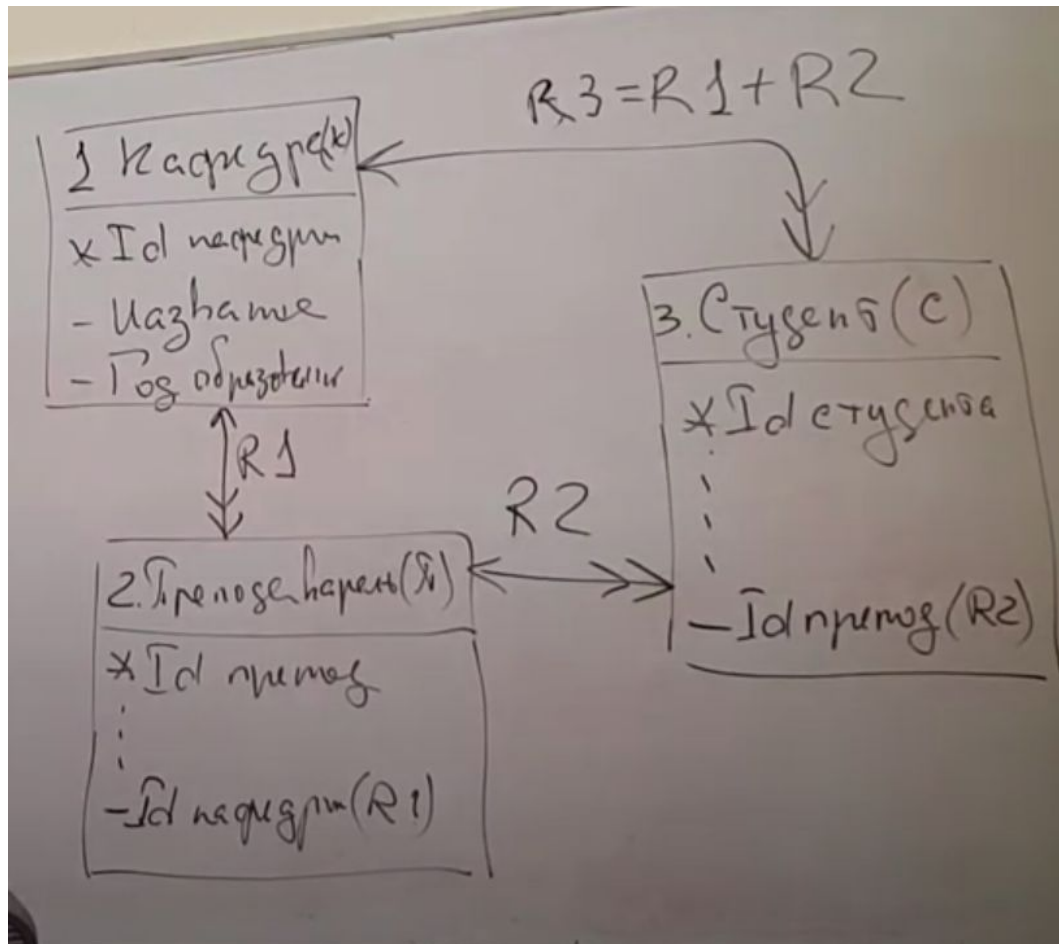 R3=R1+R2
1 Кафедра(К)
* Id кафедры
- Название
- Год образования
R1
R2
2. Преподаватель(П)
* Id препод
- Id кафедры(R1)
3. Студент(С)
* Id студента
- Id препод(R2)